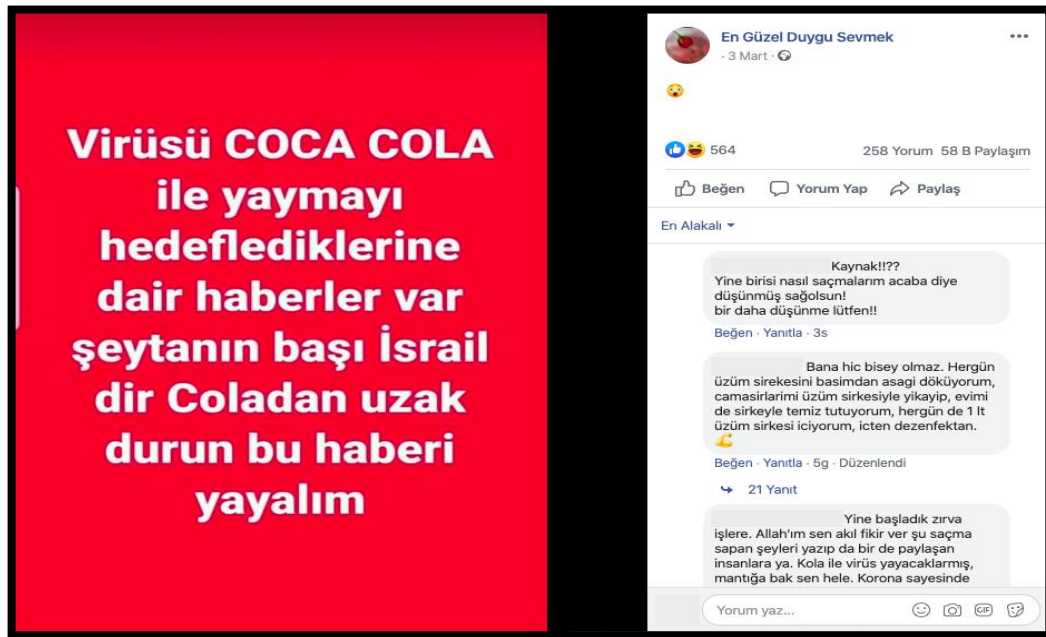 Virüsü COCA COLA
ile yaymayı
hedeflediklerine
dair haberler var
şeytanın başı İsrail
dir Coladan uzak
durun bu haberi
yayalım
En Güzel Duygu Sevmek
· 3 Mart ·
564
258 Yorum 58 B Paylaşım
Beğen Yorum Yap Paylaş
En Alakalı
Kaynak!!??
Yine birisi nasıl saçmalarım acaba diye
düşünmüş sağolsun!
bir daha düşünme lütfen!!
Beğen · Yanıtla · 3s
Bana hic bisey olmaz. Hergün
üzüm sirekesini basimdan asagi döküyorum,
camasirlarimi üzüm sirkesiyle yikayip, evimi
de sirkeyle temiz tutuyorum, hergün de 1 lt
üzüm sirkesi iciyorum, icten dezenfektan.
Beğen · Yanıtla · 5g · Düzenlendi
21 Yanıt
Yine başladık zırva
işlere. Allah'ım sen akıl fikir ver şu saçma
sapan şeyleri yazıp da bir de paylaşan
insanlara ya. Kola ile virüs yayacaklarmış,
mantığa bak sen hele. Korona sayesinde
Yorum yaz...
GIF